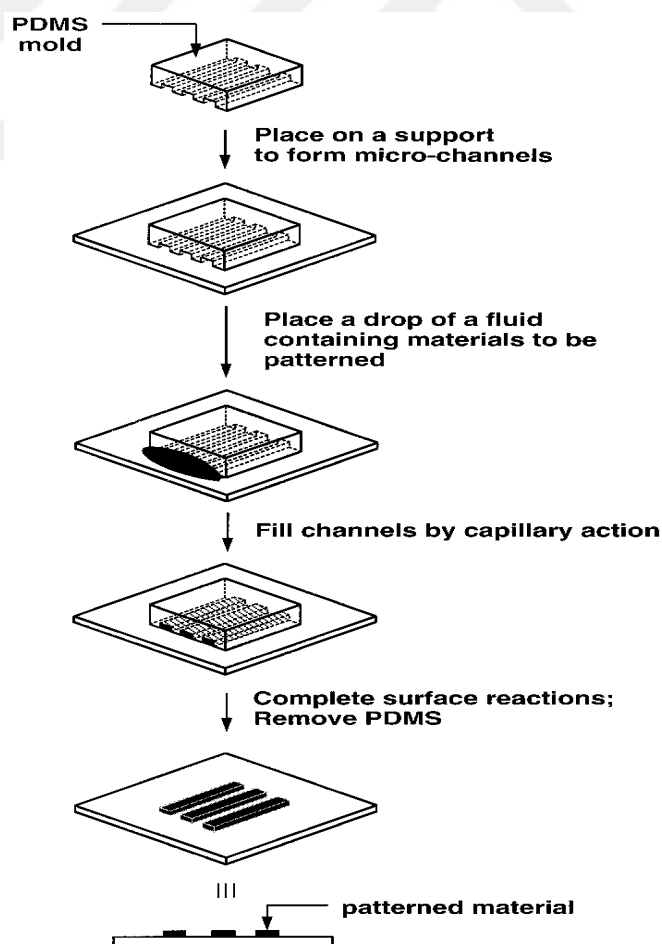 PDMS
mold
Place on a support
to form micro-channels
Place a drop of a fluid
containing materials to be
patterned
Fill channels by capillary action
Complete surface reactions;
Remove PDMS
patterned material